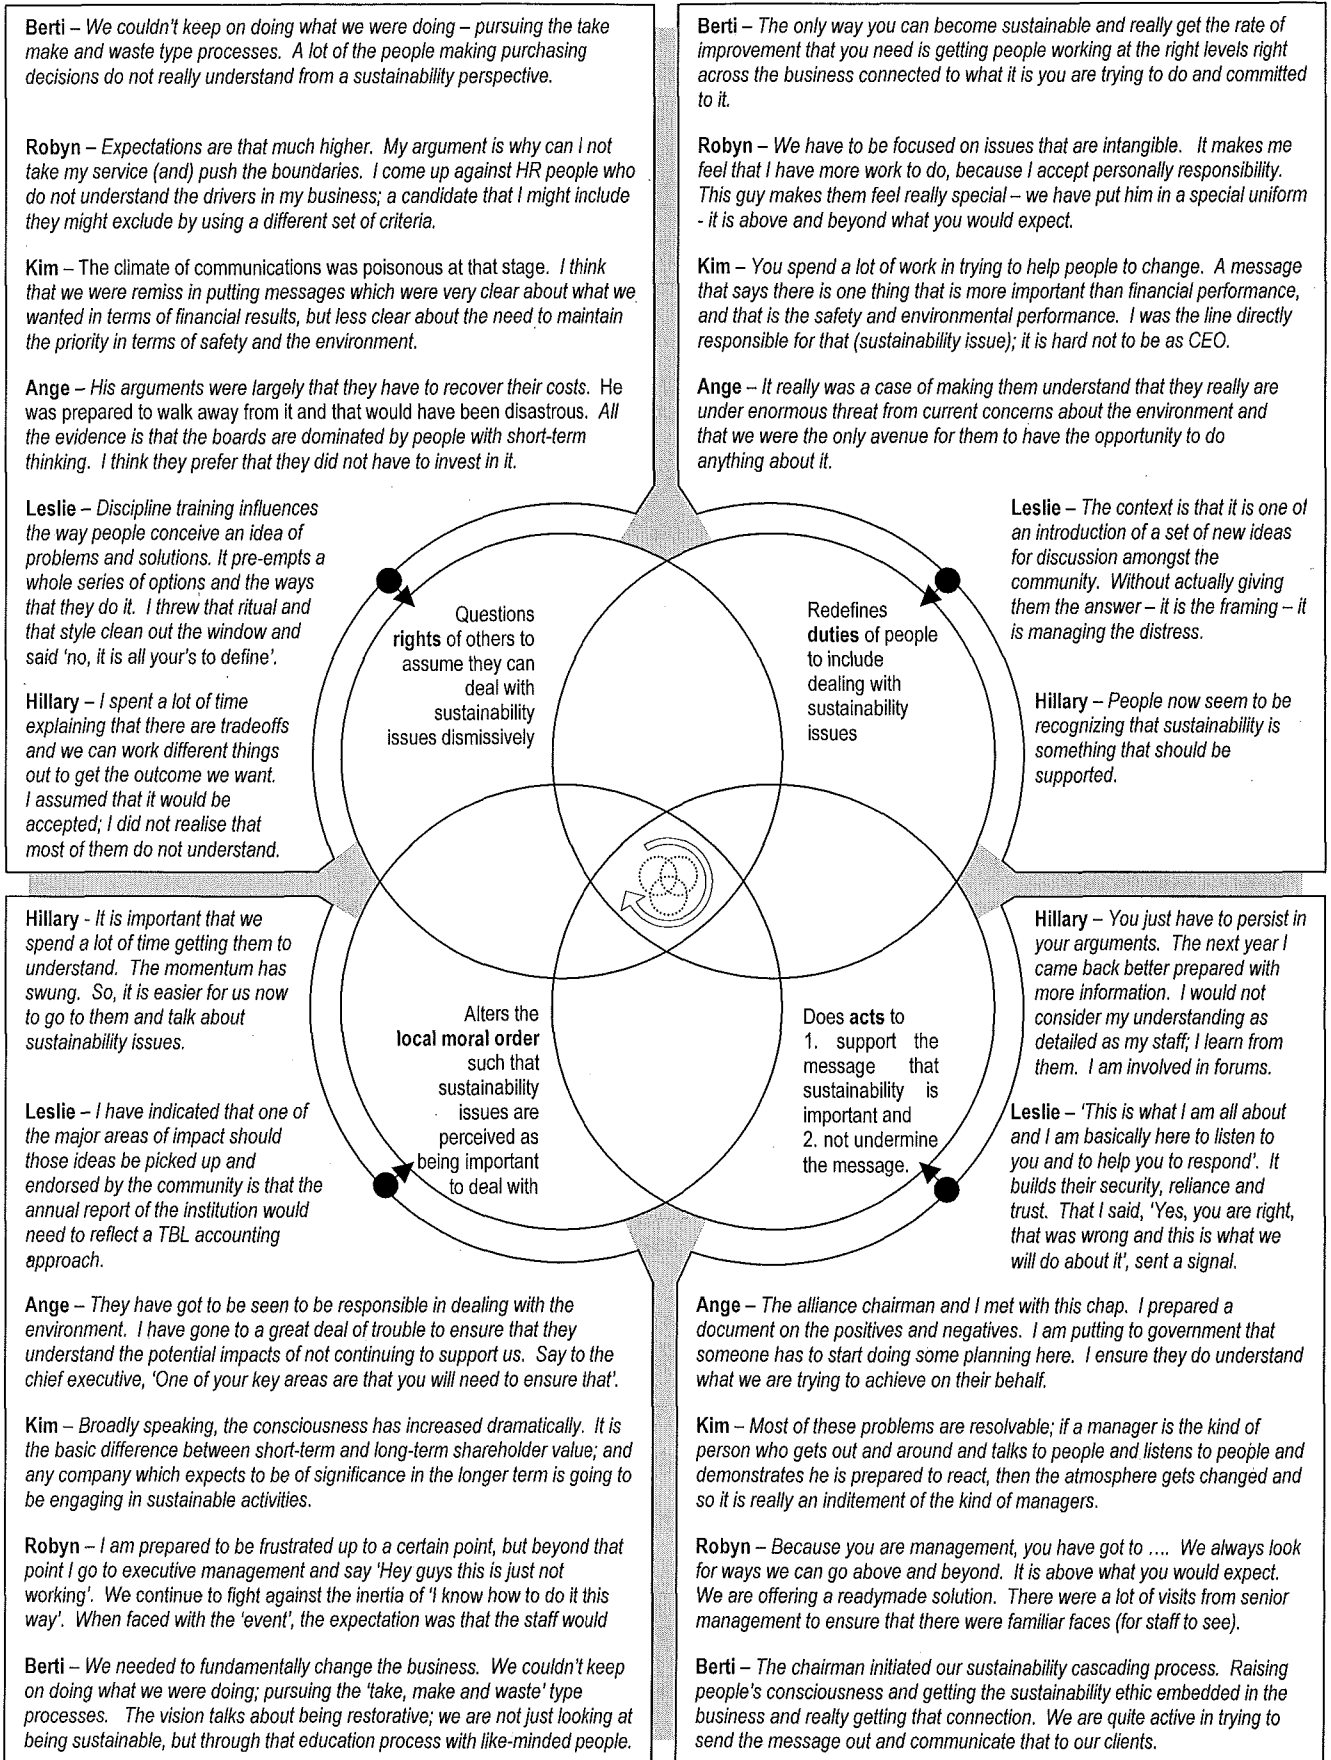 Berti – We couldn't keep on doing what we were doing – pursuing the take
make and waste type processes. A lot of the people making purchasing
decisions do not really understand from a sustainability perspective.
Robyn – Expectations are that much higher. My argument is why can I not
take my service (and) push the boundaries. I come up against HR people who
do not understand the drivers in my business; a candidate that I might include
they might exclude by using a different set of criteria.
Kim – The climate of communications was poisonous at that stage. I think
that we were remiss in putting messages which were very clear about what we
wanted in terms of financial results, but less clear about the need to maintain
the priority in terms of safety and the environment.
Ange – His arguments were largely that they have to recover their costs. He
was prepared to walk away from it and that would have been disastrous. All
the evidence is that the boards are dominated by people with short-term
thinking. I think they prefer that they did not have to invest in it.
Leslie – Discipline training influences
the way people conceive an idea of
problems and solutions. It pre-empts a
whole series of options and the ways
that they do it. I threw that ritual and
that style clean out the window and
said 'no, it is all your's to define'.
Hillary – I spent a lot of time
explaining that there are tradeoffs
and we can work different things
out to get the outcome we want.
I assumed that it would be
accepted; I did not realise that
most of them do not understand.
Berti – The only way you can become sustainable and really get the rate of
improvement that you need is getting people working at the right levels right
across the business connected to what it is you are trying to do and committed
to it.
Robyn – We have to be focused on issues that are intangible. It makes me
feel that I have more work to do, because I accept personally responsibility.
This guy makes them feel really special – we have put him in a special uniform
- it is above and beyond what you would expect.
Kim – You spend a lot of work in trying to help people to change. A message
that says there is one thing that is more important than financial performance,
and that is the safety and environmental performance. I was the line directly
responsible for that (sustainability issue); it is hard not to be as CEO.
Ange – It really was a case of making them understand that they really are
under enormous threat from current concerns about the environment and
that we were the only avenue for them to have the opportunity to do
anything about it.
Leslie – The context is that it is one of
an introduction of a set of new ideas
for discussion amongst the
community. Without actually giving
them the answer – it is the framing – it
is managing the distress.
Hillary – People now seem to be
recognizing that sustainability is
something that should be
supported.
Questions
rights of others to
assume they can
deal with
sustainability
issues dismissively
Redefines
duties of people
to include
dealing with
sustainability
issues
Alters the
local moral order
such that
sustainability
issues are
perceived as
being important
to deal with
Does acts to
1. support the
message that
sustainability is
important and
2. not undermine
the message.
Hillary - It is important that we
spend a lot of time getting them to
understand. The momentum has
swung. So, it is easier for us now
to go to them and talk about
sustainability issues.
Leslie – I have indicated that one of
the major areas of impact should
those ideas be picked up and
endorsed by the community is that the
annual report of the institution would
need to reflect a TBL accounting
approach.
Ange – They have got to be seen to be responsible in dealing with the
environment. I have gone to a great deal of trouble to ensure that they
understand the potential impacts of not continuing to support us. Say to the
chief executive, 'One of your key areas are that you will need to ensure that'.
Kim – Broadly speaking, the consciousness has increased dramatically. It is
the basic difference between short-term and long-term shareholder value; and
any company which expects to be of significance in the longer term is going to
be engaging in sustainable activities.
Robyn – I am prepared to be frustrated up to a certain point, but beyond that
point I go to executive management and say 'Hey guys this is just not
working'. We continue to fight against the inertia of 'I know how to do it this
way'. When faced with the 'event', the expectation was that the staff would
Berti – We needed to fundamentally change the business. We couldn't keep
on doing what we were doing; pursuing the 'take, make and waste' type
processes. The vision talks about being restorative; we are not just looking at
being sustainable, but through that education process with like-minded people.
Hillary – You just have to persist in
your arguments. The next year I
came back better prepared with
more information. I would not
consider my understanding as
detailed as my staff; I learn from
them. I am involved in forums.
Leslie – 'This is what I am all about
and I am basically here to listen to
you and to help you to respond'. It
builds their security, reliance and
trust. That I said, 'Yes, you are right,
that was wrong and this is what we
will do about it', sent a signal.
Ange – The alliance chairman and I met with this chap. I prepared a
document on the positives and negatives. I am putting to government that
someone has to start doing some planning here. I ensure they do understand
what we are trying to achieve on their behalf.
Kim – Most of these problems are resolvable; if a manager is the kind of
person who gets out and around and talks to people and listens to people and
demonstrates he is prepared to react, then the atmosphere gets changed and
so it is really an inditement of the kind of managers.
Robyn – Because you are management, you have got to .... We always look
for ways we can go above and beyond. It is above what you would expect.
We are offering a readymade solution. There were a lot of visits from senior
management to ensure that there were familiar faces (for staff to see).
Berti – The chairman initiated our sustainability cascading process. Raising
people's consciousness and getting the sustainability ethic embedded in the
business and really getting that connection. We are quite active in trying to
send the message out and communicate that to our clients.